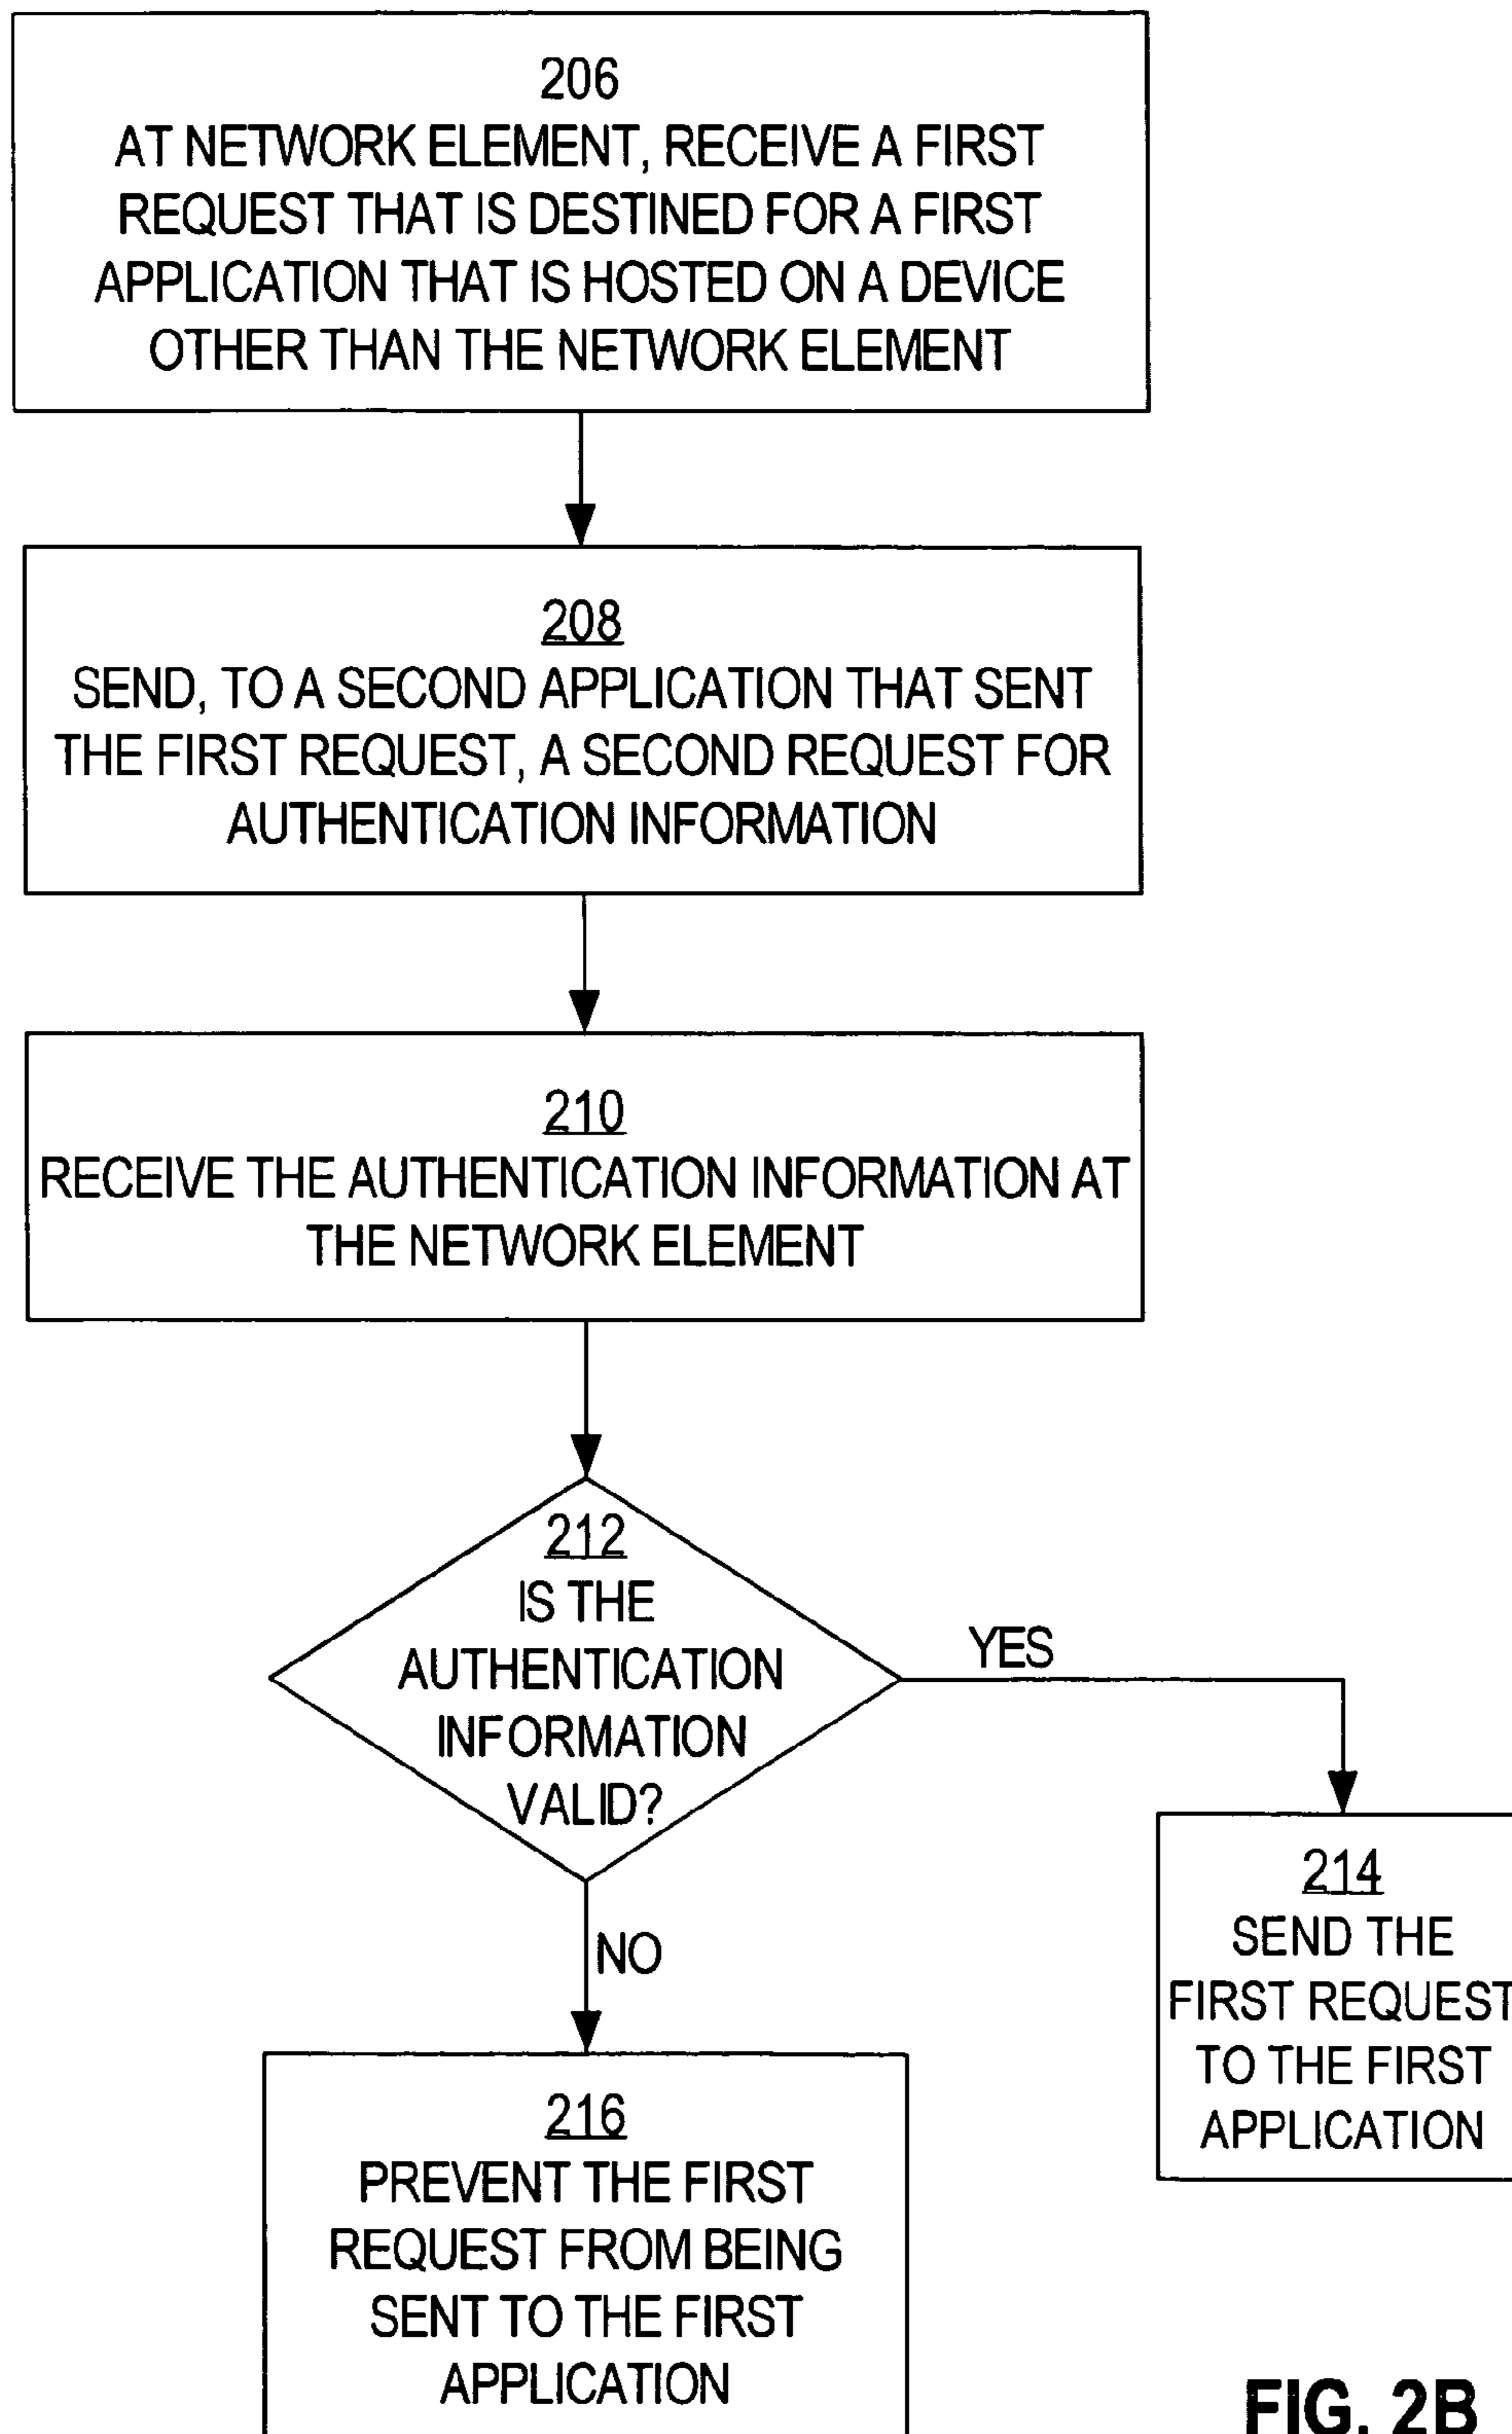 206
AT NETWORK ELEMENT, RECEIVE A FIRST
REQUEST THAT IS DESTINED FOR A FIRST
APPLICATION THAT IS HOSTED ON A DEVICE
OTHER THAN THE NETWORK ELEMENT
208
SEND, TO A SECOND APPLICATION THAT SENT
THE FIRST REQUEST, A SECOND REQUEST FOR
AUTHENTICATION INFORMATION
210
RECEIVE THE AUTHENTICATION INFORMATION AT
THE NETWORK ELEMENT
212
IS THE
AUTHENTICATION
INFORMATION
VALID?
YES
214
SEND THE
FIRST REQUEST
TO THE FIRST
APPLICATION
NO
216
PREVENT THE FIRST
REQUEST FROM BEING
SENT TO THE FIRST
APPLICATION
FIG. 2B